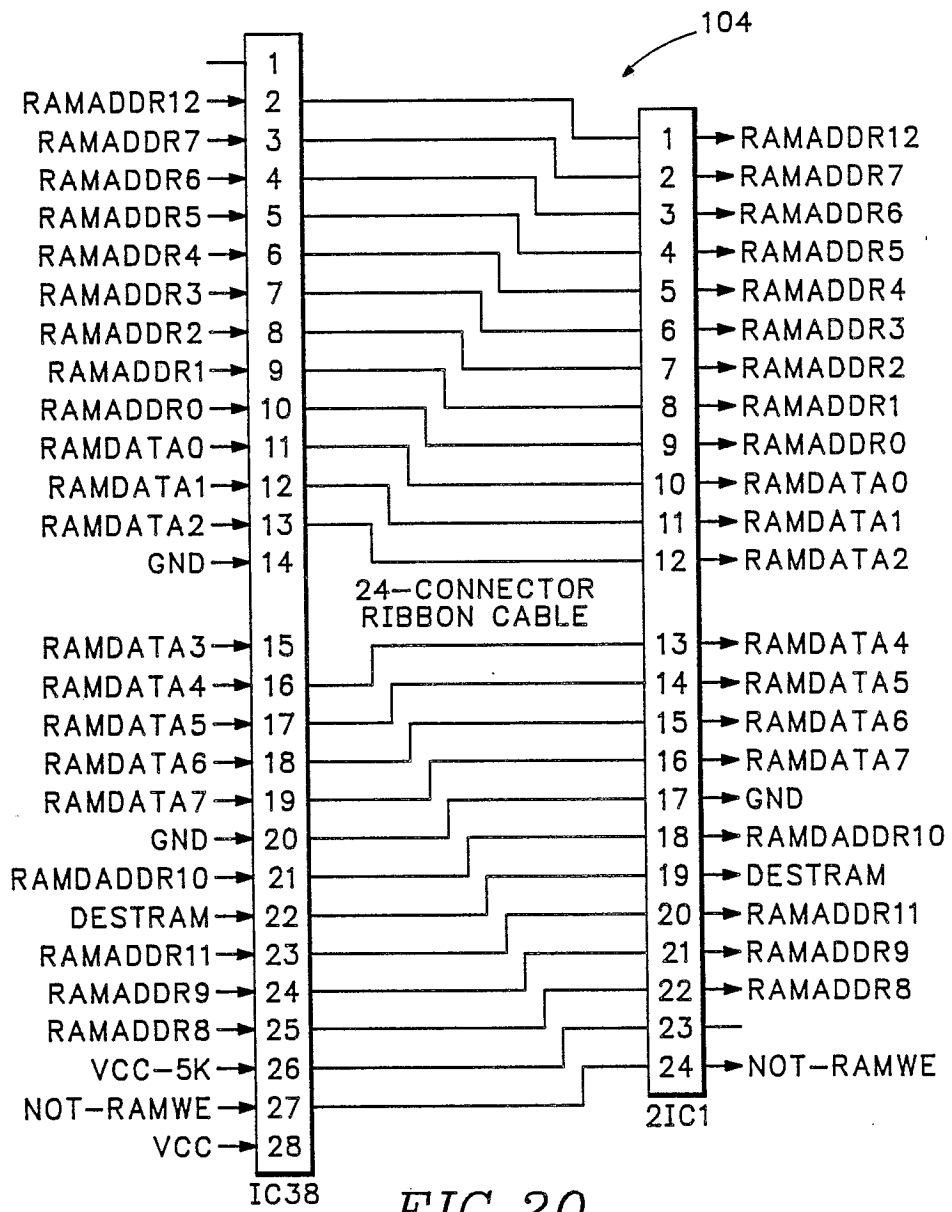 104
1
RAMADDR12 2 1 RAMADDR12
RAMADDR7 3 2 RAMADDR7
RAMADDR6 4 3 RAMADDR6
RAMADDR5 5 4 RAMADDR5
RAMADDR4 6 5 RAMADDR4
RAMADDR3 7 6 RAMADDR3
RAMADDR2 8 7 RAMADDR2
RAMADDR1 9 8 RAMADDR1
RAMADDR0 10 9 RAMADDR0
RAMDATA0 11 10 RAMDATA0
RAMDATA1 12 11 RAMDATA1
RAMDATA2 13 12 RAMDATA2
GND 14
24-CONNECTOR
RIBBON CABLE
RAMDATA3 15 13 RAMDATA4
RAMDATA4 16 14 RAMDATA5
RAMDATA5 17 15 RAMDATA6
RAMDATA6 18 16 RAMDATA7
RAMDATA7 19 17 GND
GND 20 18 RAMDADDR10
RAMDADDR10 21 19 DESTRAM
DESTRAM 22 20 RAMADDR11
RAMADDR11 23 21 RAMADDR9
RAMADDR9 24 22 RAMADDR8
RAMADDR8 25 23
VCC-5K 26 24 NOT-RAMWE
NOT-RAMWE 27 2IC1
VCC 28
IC38
FIG. 20